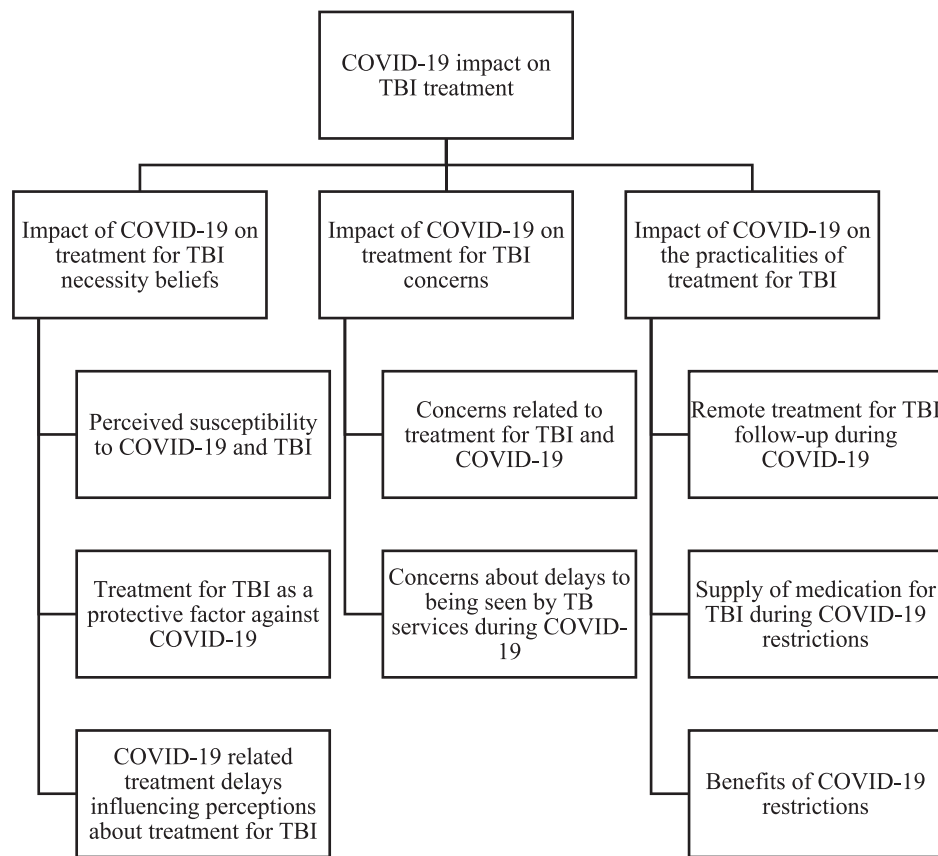 COVID-19 impact on
TBI treatment
Impact of COVID-19 on
treatment for TBI
necessity beliefs
Impact of COVID-19 on
treatment for TBI
concerns
Impact of COVID-19 on
the practicalities of
treatment for TBI
Perceived susceptibility
to COVID-19 and TBI
Concerns related to
treatment for TBI and
COVID-19
Remote treatment for TBI
follow-up during
COVID-19
Treatment for TBI as a
protective factor against
COVID-19
Concerns about delays to
being seen by TB
services during COVID-
19
Supply of medication for
TBI during COVID-19
restrictions
COVID-19 related
treatment delays
influencing perceptions
about treatment for TBI
Benefits of COVID-19
restrictions